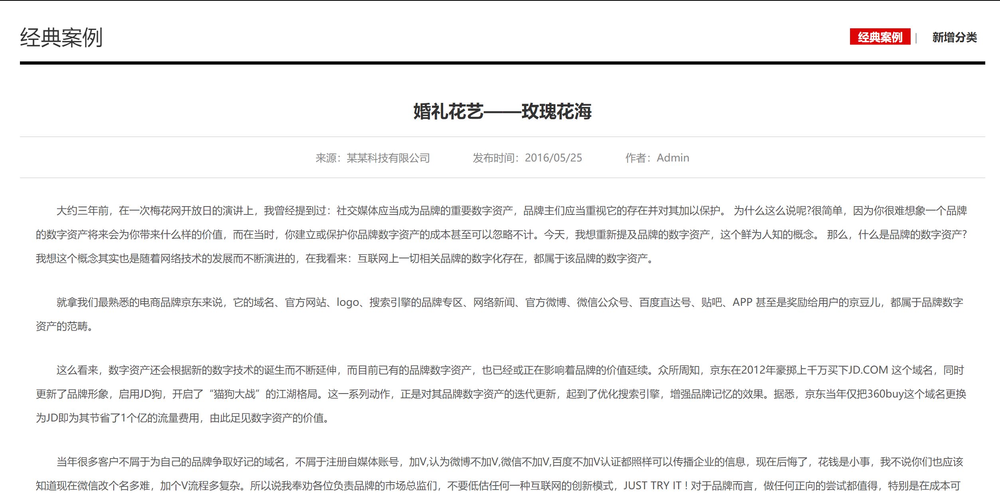 经典案例
经典案例 | 新增分类
婚礼花艺——玫瑰花海
来源：某某科技有限公司 发布时间：2016/05/25 作者：Admin
大约三年前，在一次梅花网开放日的演讲上，我曾经提到过：社交媒体应当成为品牌的重要数字资产，品牌主们应当重视它的存在并对其加以保护。 为什么这么说呢?很简单，因为你很难想象一个品牌
的数字资产将来会为你带来什么样的价值，而在当时，你建立或保护你品牌数字资产的成本甚至可以忽略不计。今天，我想重新提及品牌的数字资产，这个鲜为人知的概念。 那么，什么是品牌的数字资产?
我想这个概念其实也是随着网络技术的发展而不断演进的，在我看来：互联网上一切相关品牌的数字化存在，都属于该品牌的数字资产。
就拿我们最熟悉的电商品牌京东来说，它的域名、官方网站、logo、搜索引擎的品牌专区、网络新闻、官方微博、微信公众号、百度直达号、贴吧、APP 甚至是奖励给用户的京豆儿，都属于品牌数字
资产的范畴。
这么看来，数字资产还会根据新的数字技术的诞生而不断延伸，而目前已有的品牌数字资产，也已经或正在影响着品牌的价值延续。众所周知，京东在2012年豪掷上千万买下JD.COM 这个域名，同时
更新了品牌形象，启用JD狗，开启了“猫狗大战”的江湖格局。这一系列动作，正是对其品牌数字资产的迭代更新，起到了优化搜索引擎，增强品牌记忆的效果。据悉，京东当年仅把360buy这个域名更换
为JD即为其节省了1个亿的流量费用，由此足见数字资产的价值。
当年很多客户不屑于为自己的品牌争取好记的域名，不屑于注册自媒体账号，加V,认为微博不加V,微信不加V,百度不加V认证都照样可以传播企业的信息，现在后悔了，花钱是小事，我不说你们也应该
知道现在微信改个名多难，加个V流程多复杂。所以说我奉劝各位负责品牌的市场总监们，不要低估任何一种互联网的创新模式，JUST TRY IT ! 对于品牌而言，做任何正向的尝试都值得，特别是在成本可